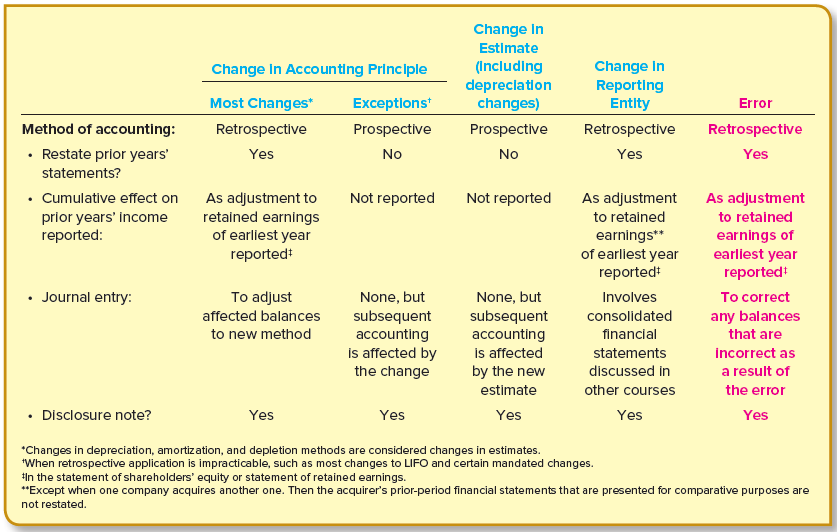 Change in
Estimate
(including
depreciation
changes)
Change in
Reporting
Entity
Change in Accounting Principle
Most Changes*
Exceptions†
Error
Method of accounting:
Retrospective
Prospective
Prospective
Retrospective
Retrospective
• Restate prior years’
statements?
Yes
No
No
Yes
Yes
• Cumulative effect on
prior years’ income
reported:
As adjustment to
retained earnings
of earliest year
reported‡
Not reported
Not reported
As adjustment
to retained
earnings**
of earliest year
reported‡
As adjustment
to retained
earnings of
earliest year
reported‡
• Journal entry:
To adjust
affected balances
to new method
None, but
subsequent
accounting
is affected by
the change
None, but
subsequent
accounting
is affected
by the new
estimate
Involves
consolidated
financial
statements
discussed in
other courses
To correct
any balances
that are
incorrect as
a result of
the error
• Disclosure note?
Yes
Yes
Yes
Yes
Yes
*Changes in depreciation, amortization, and depletion methods are considered changes in estimates.
†When retrospective application is impracticable, such as most changes to LIFO and certain mandated changes.
‡In the statement of shareholders’ equity or statement of retained earnings.
**Except when one company acquires another one. Then the acquirer’s prior-period financial statements that are presented for comparative purposes are
not restated.